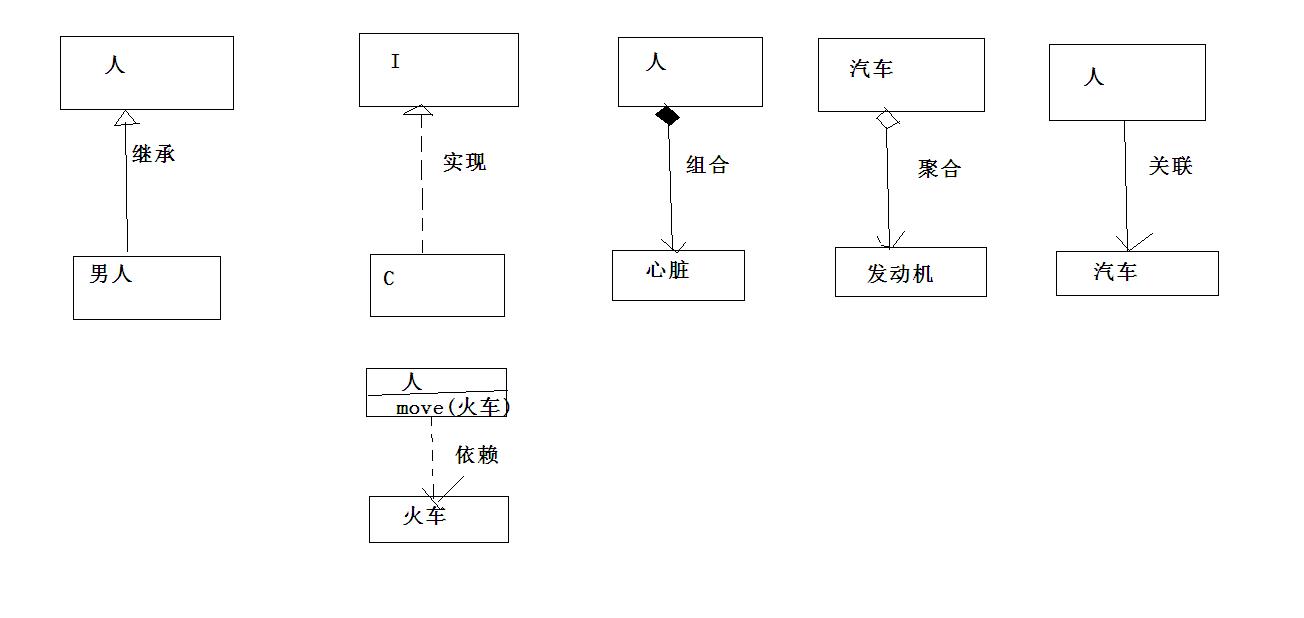 人
继承
男人
I
实现
C
人
组合
心脏
汽车
聚合
发动机
人
关联
汽车
人
move(火车)
依赖
火车